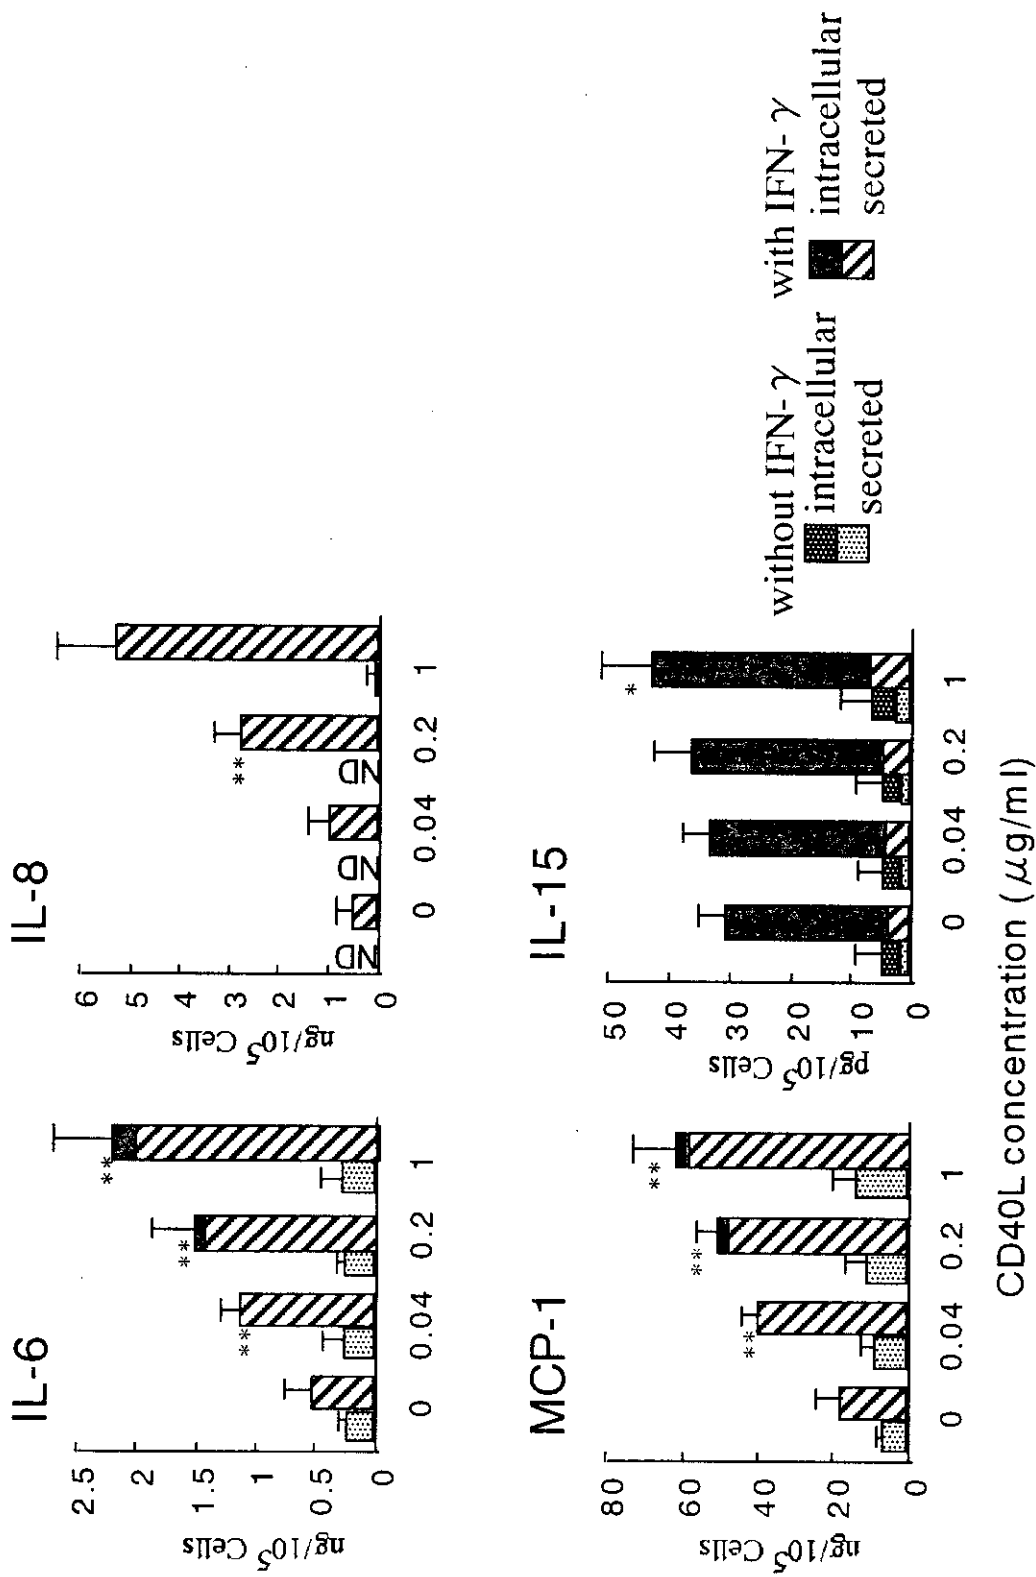 IL-6
ng/10⁵ Cells
2.5
2
1.5
1
0.5
0
**
**
**
0 0.04 0.2 1
IL-8
ng/10⁵ Cells
6
5
4
3
2
1
0
ND
ND
ND
**
0 0.04 0.2 1
MCP-1
ng/10⁵ Cells
80
60
40
20
0
**
**
**
0 0.04 0.2 1
IL-15
pg/10⁵ Cells
50
40
30
20
10
0
*
0 0.04 0.2 1
CD40L concentration (μg/ml)
without IFN-γ
intracellular
secreted
with IFN-γ
intracellular
secreted